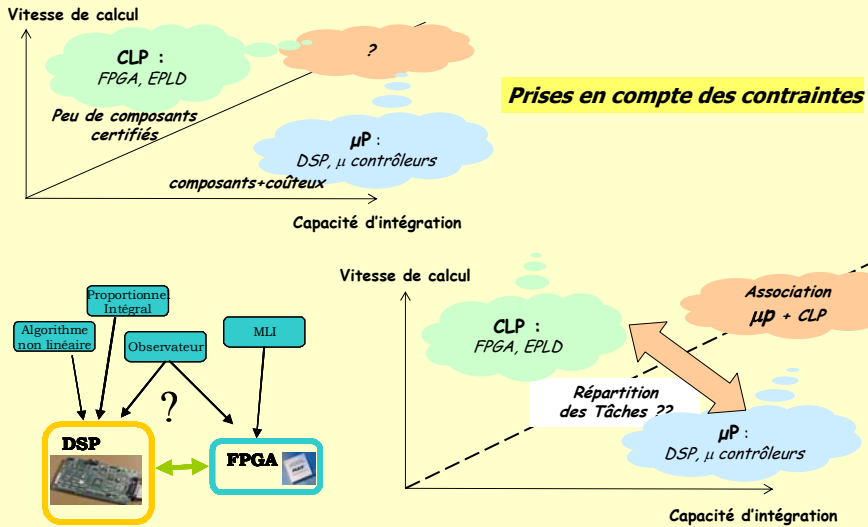 Vitesse de calcul
CLP :
FPGA, EPLD
?
Peu de composants
certifiés
Prises en compte des contraintes
µP :
DSP, µ contrôleurs
composants+coûteux
Capacité d'intégration
Proportionnel
Intégral
Algorithme
non linéaire
Observateur
MLI
?
DSP
FPGA
Vitesse de calcul
Association
µp + CLP
CLP :
FPGA, EPLD
Répartition
des Tâches ??
µP :
DSP, µ contrôleurs
Capacité d'intégration